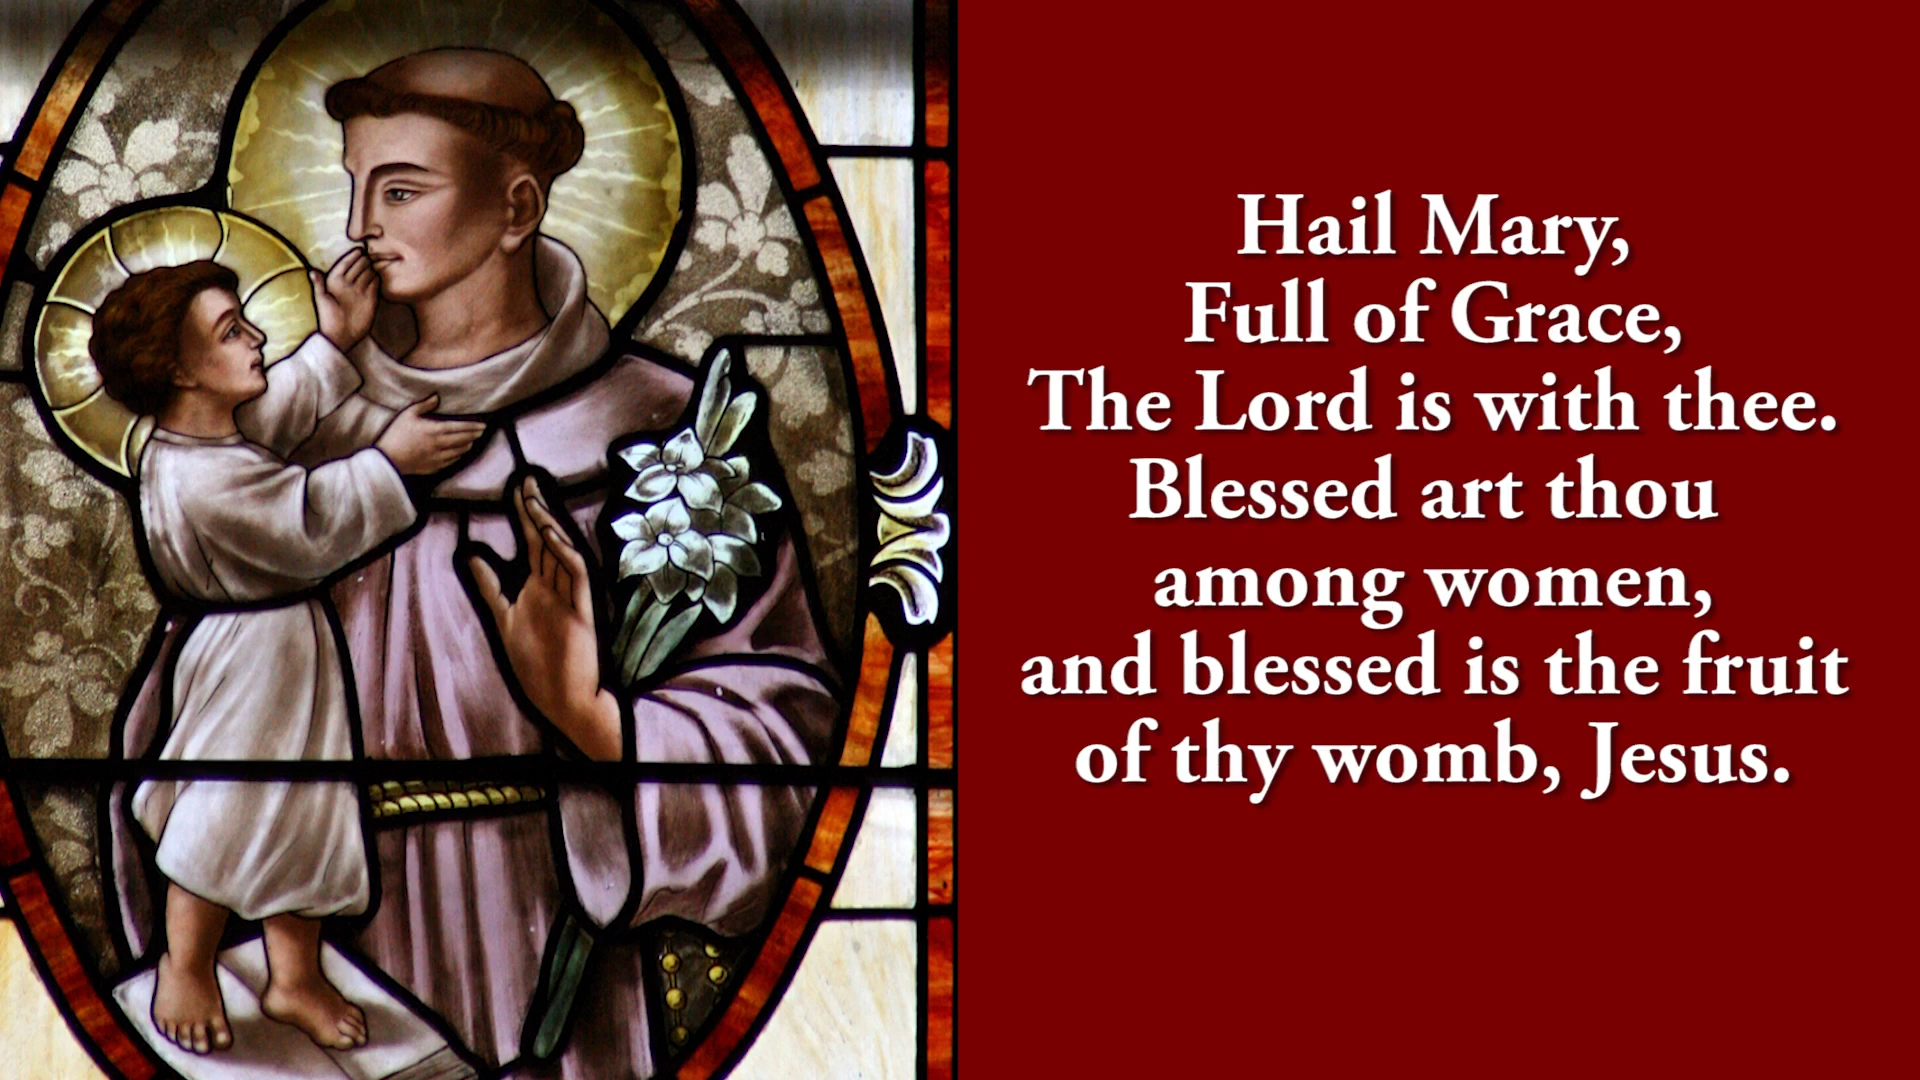 Hail Mary,
Full of Grace,
The Lord is with thee.
Blessed art thou
among women,
and blessed is the fruit
of thy womb, Jesus.